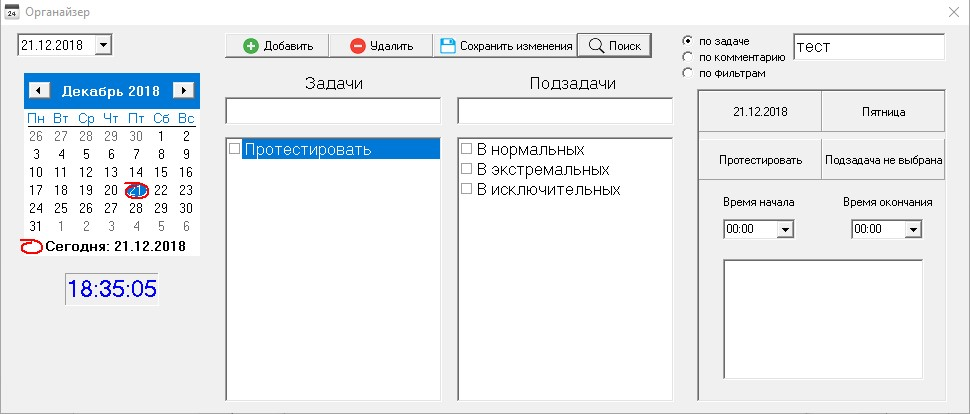 24 Органайзер
21.12.2018
Добавить Удалить Сохранить изменения Поиск
по задаче
по комментарию
по фильтрам
тест
Декабрь 2018
Пн Вт Ср Чт Пт Сб Вс
26 27 28 29 30 1 2
3 4 5 6 7 8 9
10 11 12 13 14 15 16
17 18 19 20 21 22 23
24 25 26 27 28 29 30
31 1 2 3 4 5 6
Сегодня: 21.12.2018
18:35:05
Задачи
Протестировать
Подзадачи
В нормальных
В экстремальных
В исключительных
21.12.2018 Пятница
Протестировать Подзадача не выбрана
Время начала Время окончания
00:00 00:00